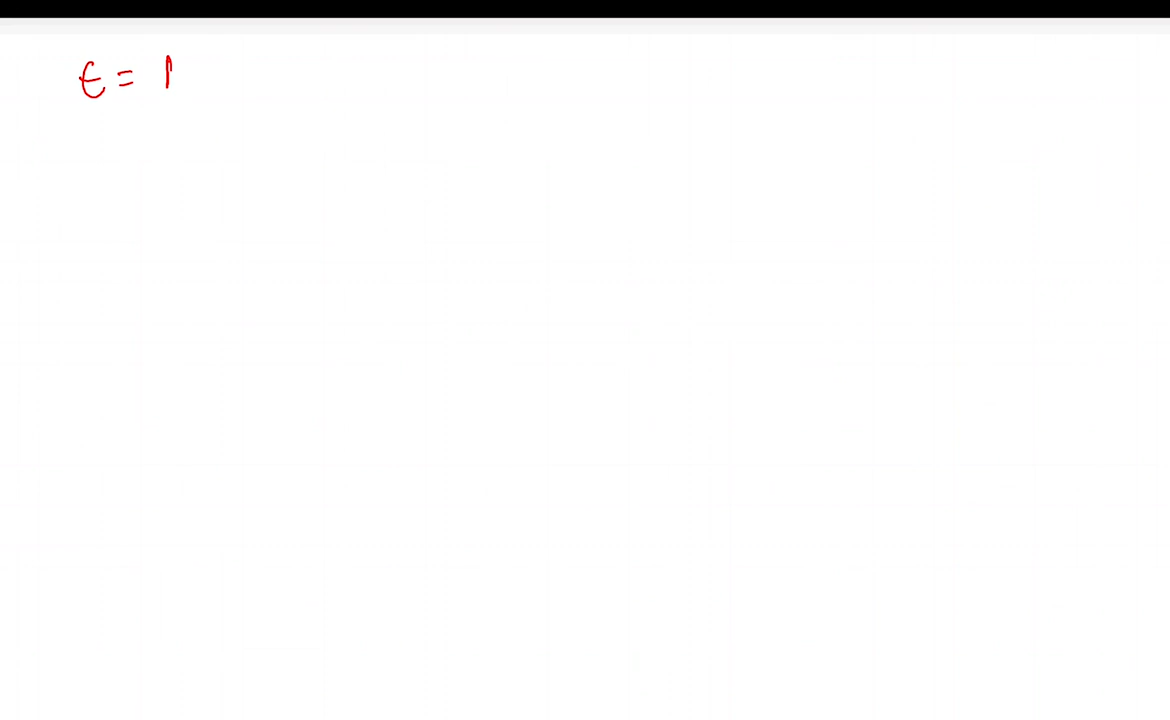 t = 1